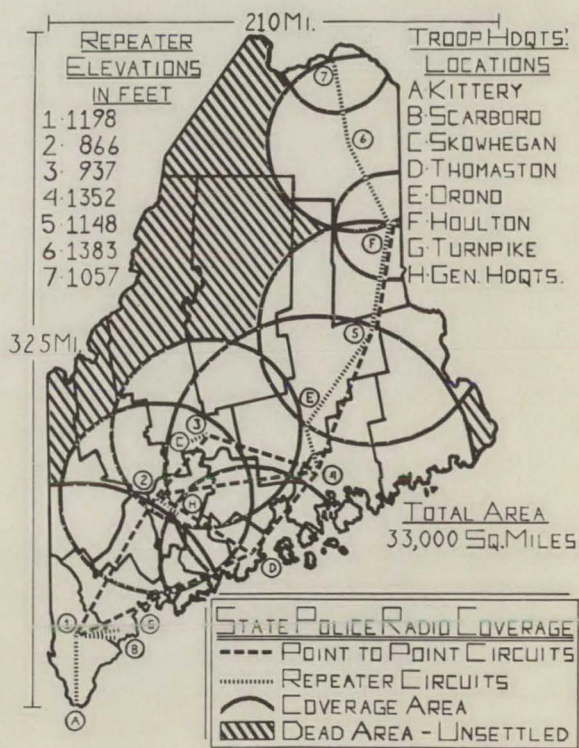 210 MI.
REPEATER
ELEVATIONS
IN FEET
1·1198
2· 866
3· 937
4·1352
5·1148
6·1383
7·1057
TROOP HDQTS'
LOCATIONS
A·KITTERY
B·SCARBORO
C·SKOWHEGAN
D·THOMASTON
E·ORONO
F·HOULTON
G·TURNPIKE
H·GEN. HDQTS.
325 MI.
7
6
F
5
E
3
C
4
2
H
D
1
G
B
A
TOTAL AREA
33,000 SQ. MILES
STATE POLICE RADIO COVERAGE
POINT TO POINT CIRCUITS
REPEATER CIRCUITS
COVERAGE AREA
DEAD AREA - UNSETTLED